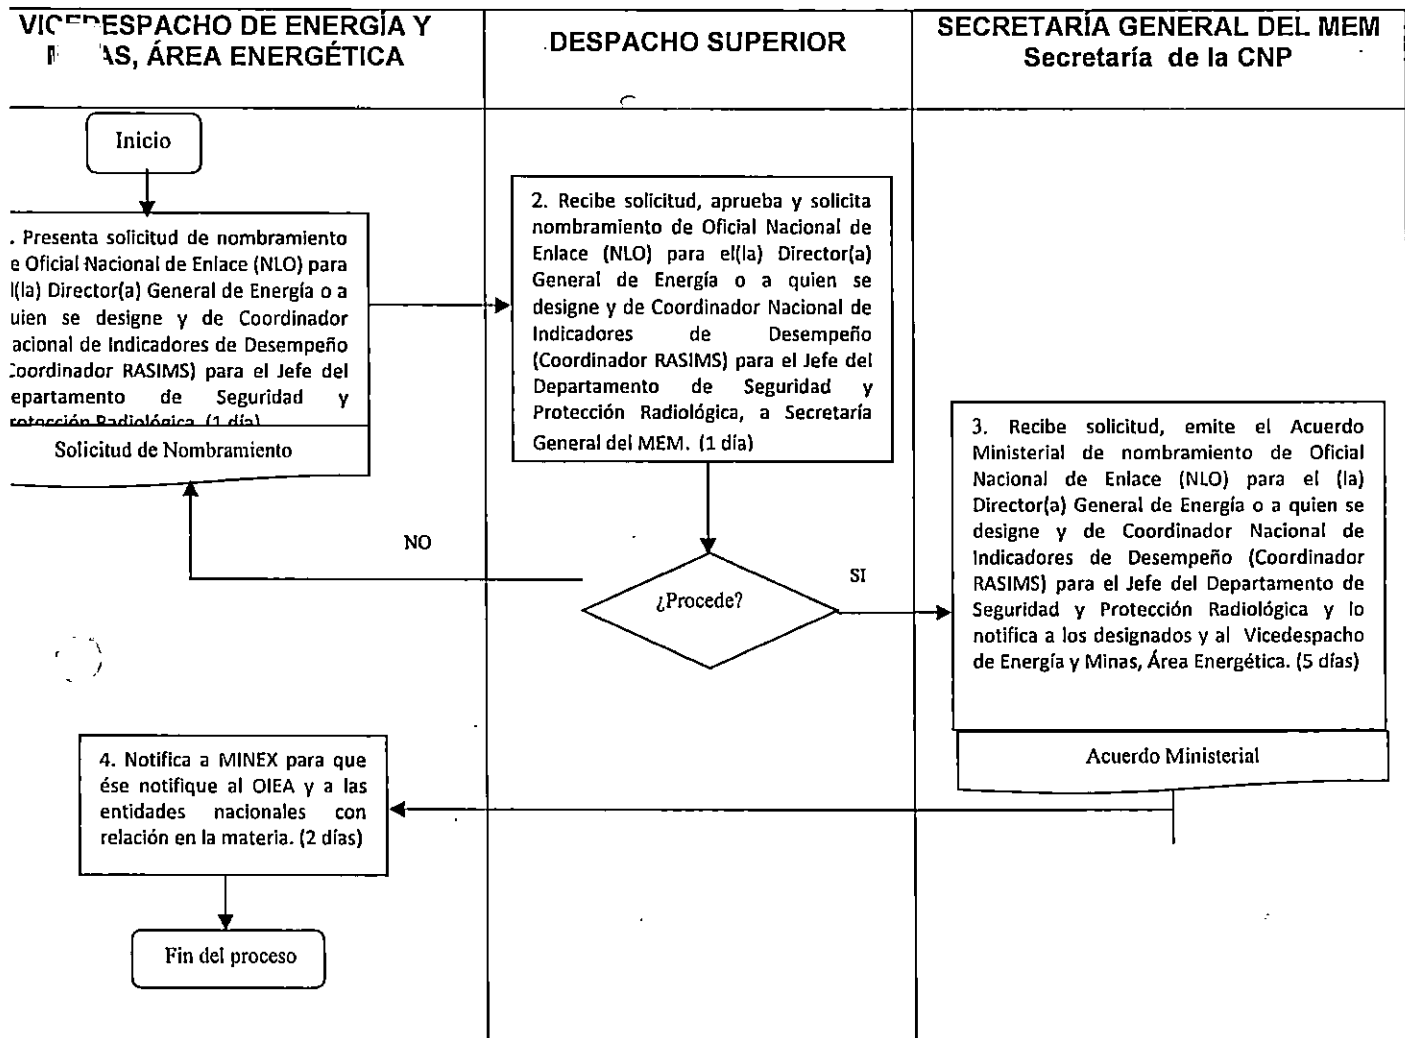 VICEDESPACHO DE ENERGÍA Y
AS, ÁREA ENERGÉTICA
DESPACHO SUPERIOR
SECRETARÍA GENERAL DEL MEM
Secretaría de la CNP
Inicio
. Presenta solicitud de nombramiento
e Oficial Nacional de Enlace (NLO) para
l(la) Director(a) General de Energía o a
uien se designe y de Coordinador
acional de Indicadores de Desempeño
Coordinador RASIMS) para el Jefe del
epartamento de Seguridad y
rotección Radiológica. (1 día)
Solicitud de Nombramiento
2. Recibe solicitud, aprueba y solicita
nombramiento de Oficial Nacional de
Enlace (NLO) para el(la) Director(a)
General de Energía o a quien se
designe y de Coordinador Nacional de
Indicadores de Desempeño
(Coordinador RASIMS) para el Jefe del
Departamento de Seguridad y
Protección Radiológica, a Secretaría
General del MEM. (1 día)
NO
¿Procede?
SI
3. Recibe solicitud, emite el Acuerdo
Ministerial de nombramiento de Oficial
Nacional de Enlace (NLO) para el (la)
Director(a) General de Energía o a quien se
designe y de Coordinador Nacional de
Indicadores de Desempeño (Coordinador
RASIMS) para el Jefe del Departamento de
Seguridad y Protección Radiológica y lo
notifica a los designados y al Vicedespacho
de Energía y Minas, Área Energética. (5 días)
Acuerdo Ministerial
4. Notifica a MINEX para que
ése notifique al OIEA y a las
entidades nacionales con
relación en la materia. (2 días)
Fin del proceso